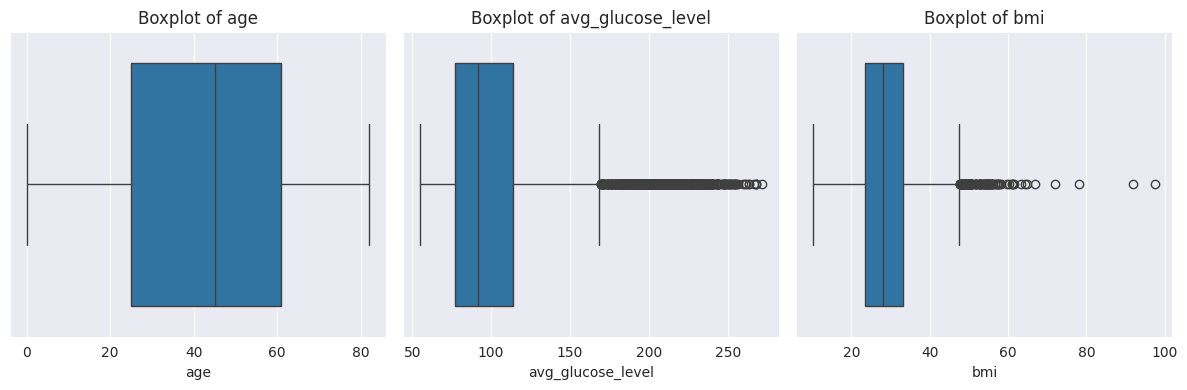 Boxplot of age
0 20 40 60 80
age
Boxplot of avg_glucose_level
50 100 150 200 250
avg_glucose_level
Boxplot of bmi
20 40 60 80 100
bmi